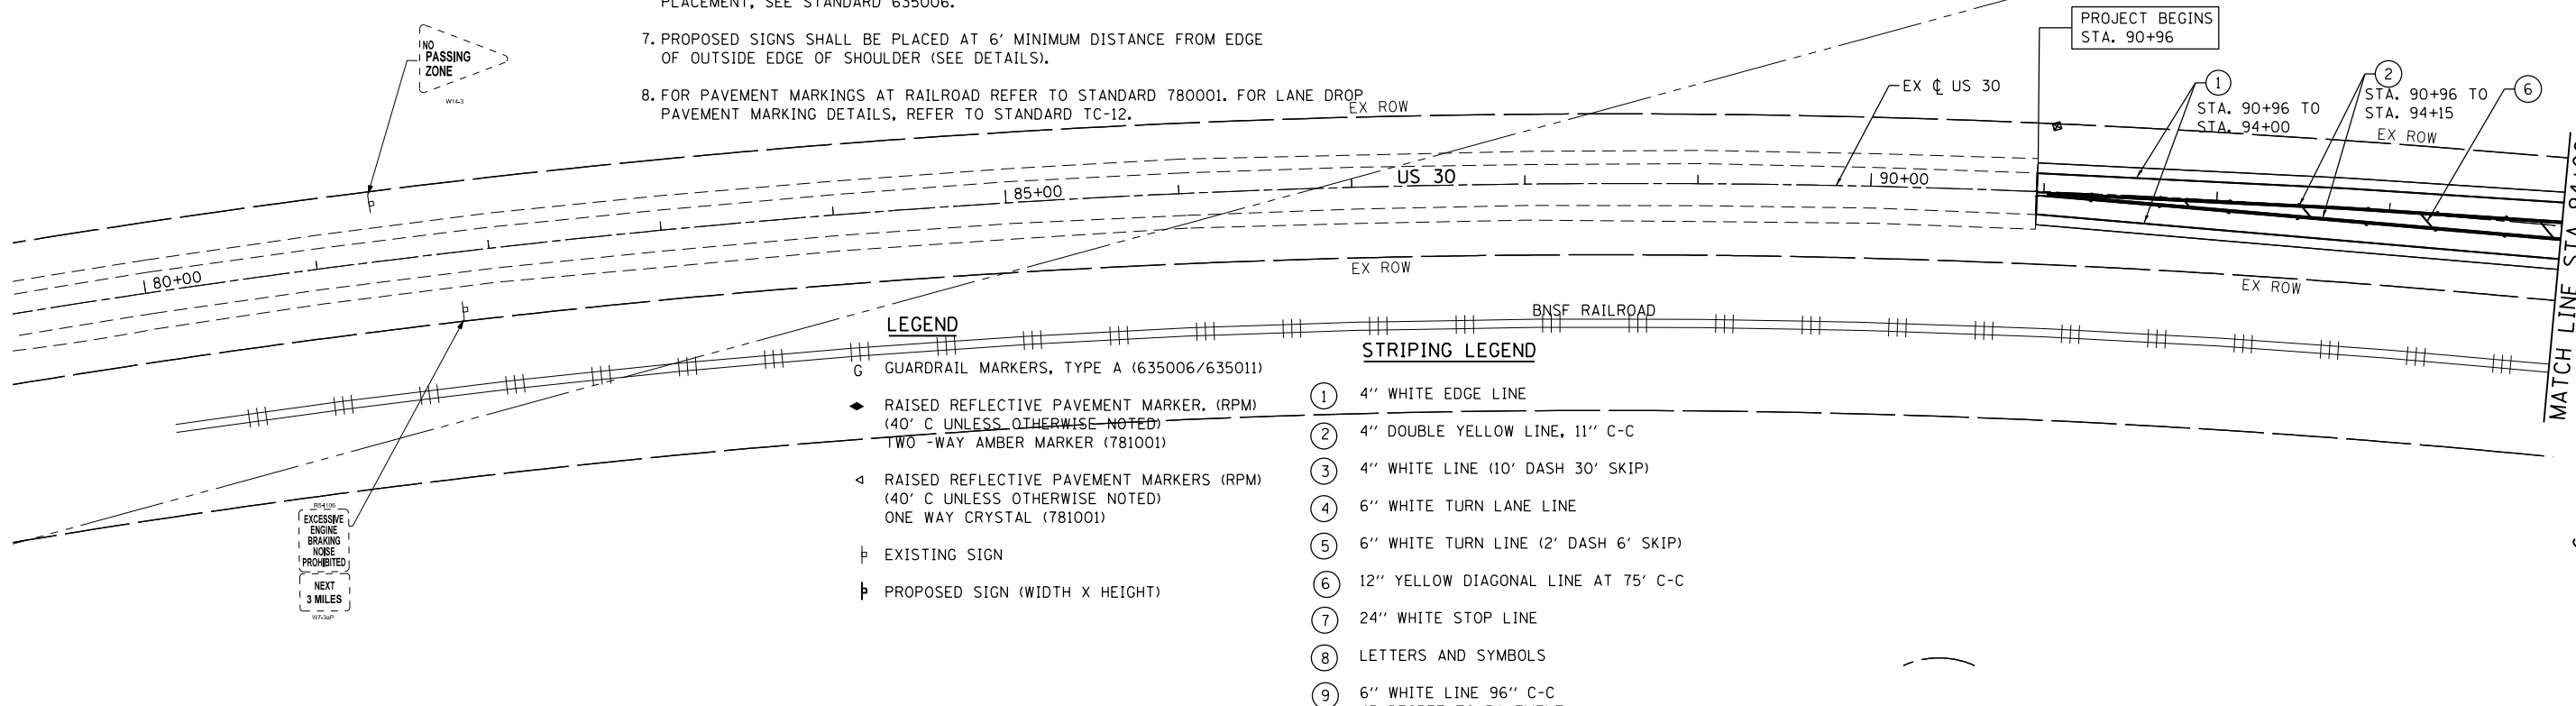 PLACEMENT, SEE STANDARD 635006.
7. PROPOSED SIGNS SHALL BE PLACED AT 6' MINIMUM DISTANCE FROM EDGE
OF OUTSIDE EDGE OF SHOULDER (SEE DETAILS).
8. FOR PAVEMENT MARKINGS AT RAILROAD REFER TO STANDARD 780001. FOR LANE DROP
PAVEMENT MARKING DETAILS, REFER TO STANDARD TC-12.
NO
PASSING
ZONE
W14-3
PROJECT BEGINS
STA. 90+96
1
STA. 90+96 TO
STA. 94+00
2
STA. 90+96 TO
STA. 94+15
6
EX ℄ US 30
EX ROW
EX ROW
US 30
80+00
85+00
90+00
EX ROW
EX ROW
BNSF RAILROAD
MATCH LINE STA
R5-I106
EXCESSIVE
ENGINE
BRAKING
NOISE
PROHIBITED
NEXT
3 MILES
W7-3aP
LEGEND
G GUARDRAIL MARKERS, TYPE A (635006/635011)
RAISED REFLECTIVE PAVEMENT MARKER. (RPM)
(40' C UNLESS OTHERWISE NOTED)
TWO -WAY AMBER MARKER (781001)
RAISED REFLECTIVE PAVEMENT MARKERS (RPM)
(40' C UNLESS OTHERWISE NOTED)
ONE WAY CRYSTAL (781001)
EXISTING SIGN
PROPOSED SIGN (WIDTH X HEIGHT)
STRIPING LEGEND
1 4'' WHITE EDGE LINE
2 4'' DOUBLE YELLOW LINE, 11'' C-C
3 4'' WHITE LINE (10' DASH 30' SKIP)
4 6'' WHITE TURN LANE LINE
5 6'' WHITE TURN LINE (2' DASH 6' SKIP)
6 12'' YELLOW DIAGONAL LINE AT 75' C-C
7 24'' WHITE STOP LINE
8 LETTERS AND SYMBOLS
9 6'' WHITE LINE 96'' C-C